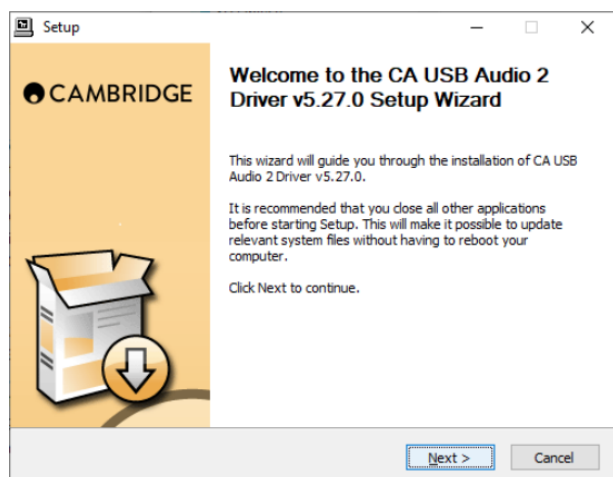 Setup
CAMBRIDGE
Welcome to the CA USB Audio 2
Driver v5.27.0 Setup Wizard
This wizard will guide you through the installation of CA USB
Audio 2 Driver v5.27.0.
It is recommended that you close all other applications
before starting Setup. This will make it possible to update
relevant system files without having to reboot your
computer.
Click Next to continue.
Next >
Cancel